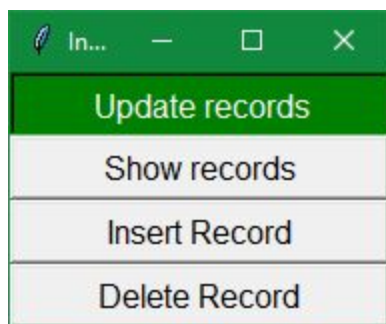 In...
Update records
Show records
Insert Record
Delete Record